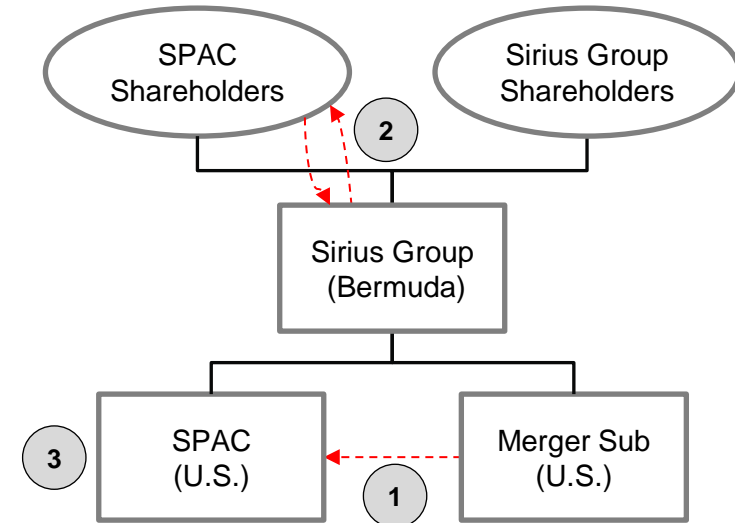 SPAC
Shareholders
Sirius Group
Shareholders
2
Sirius Group
(Bermuda)
3
SPAC
(U.S.)
1
Merger Sub
(U.S.)